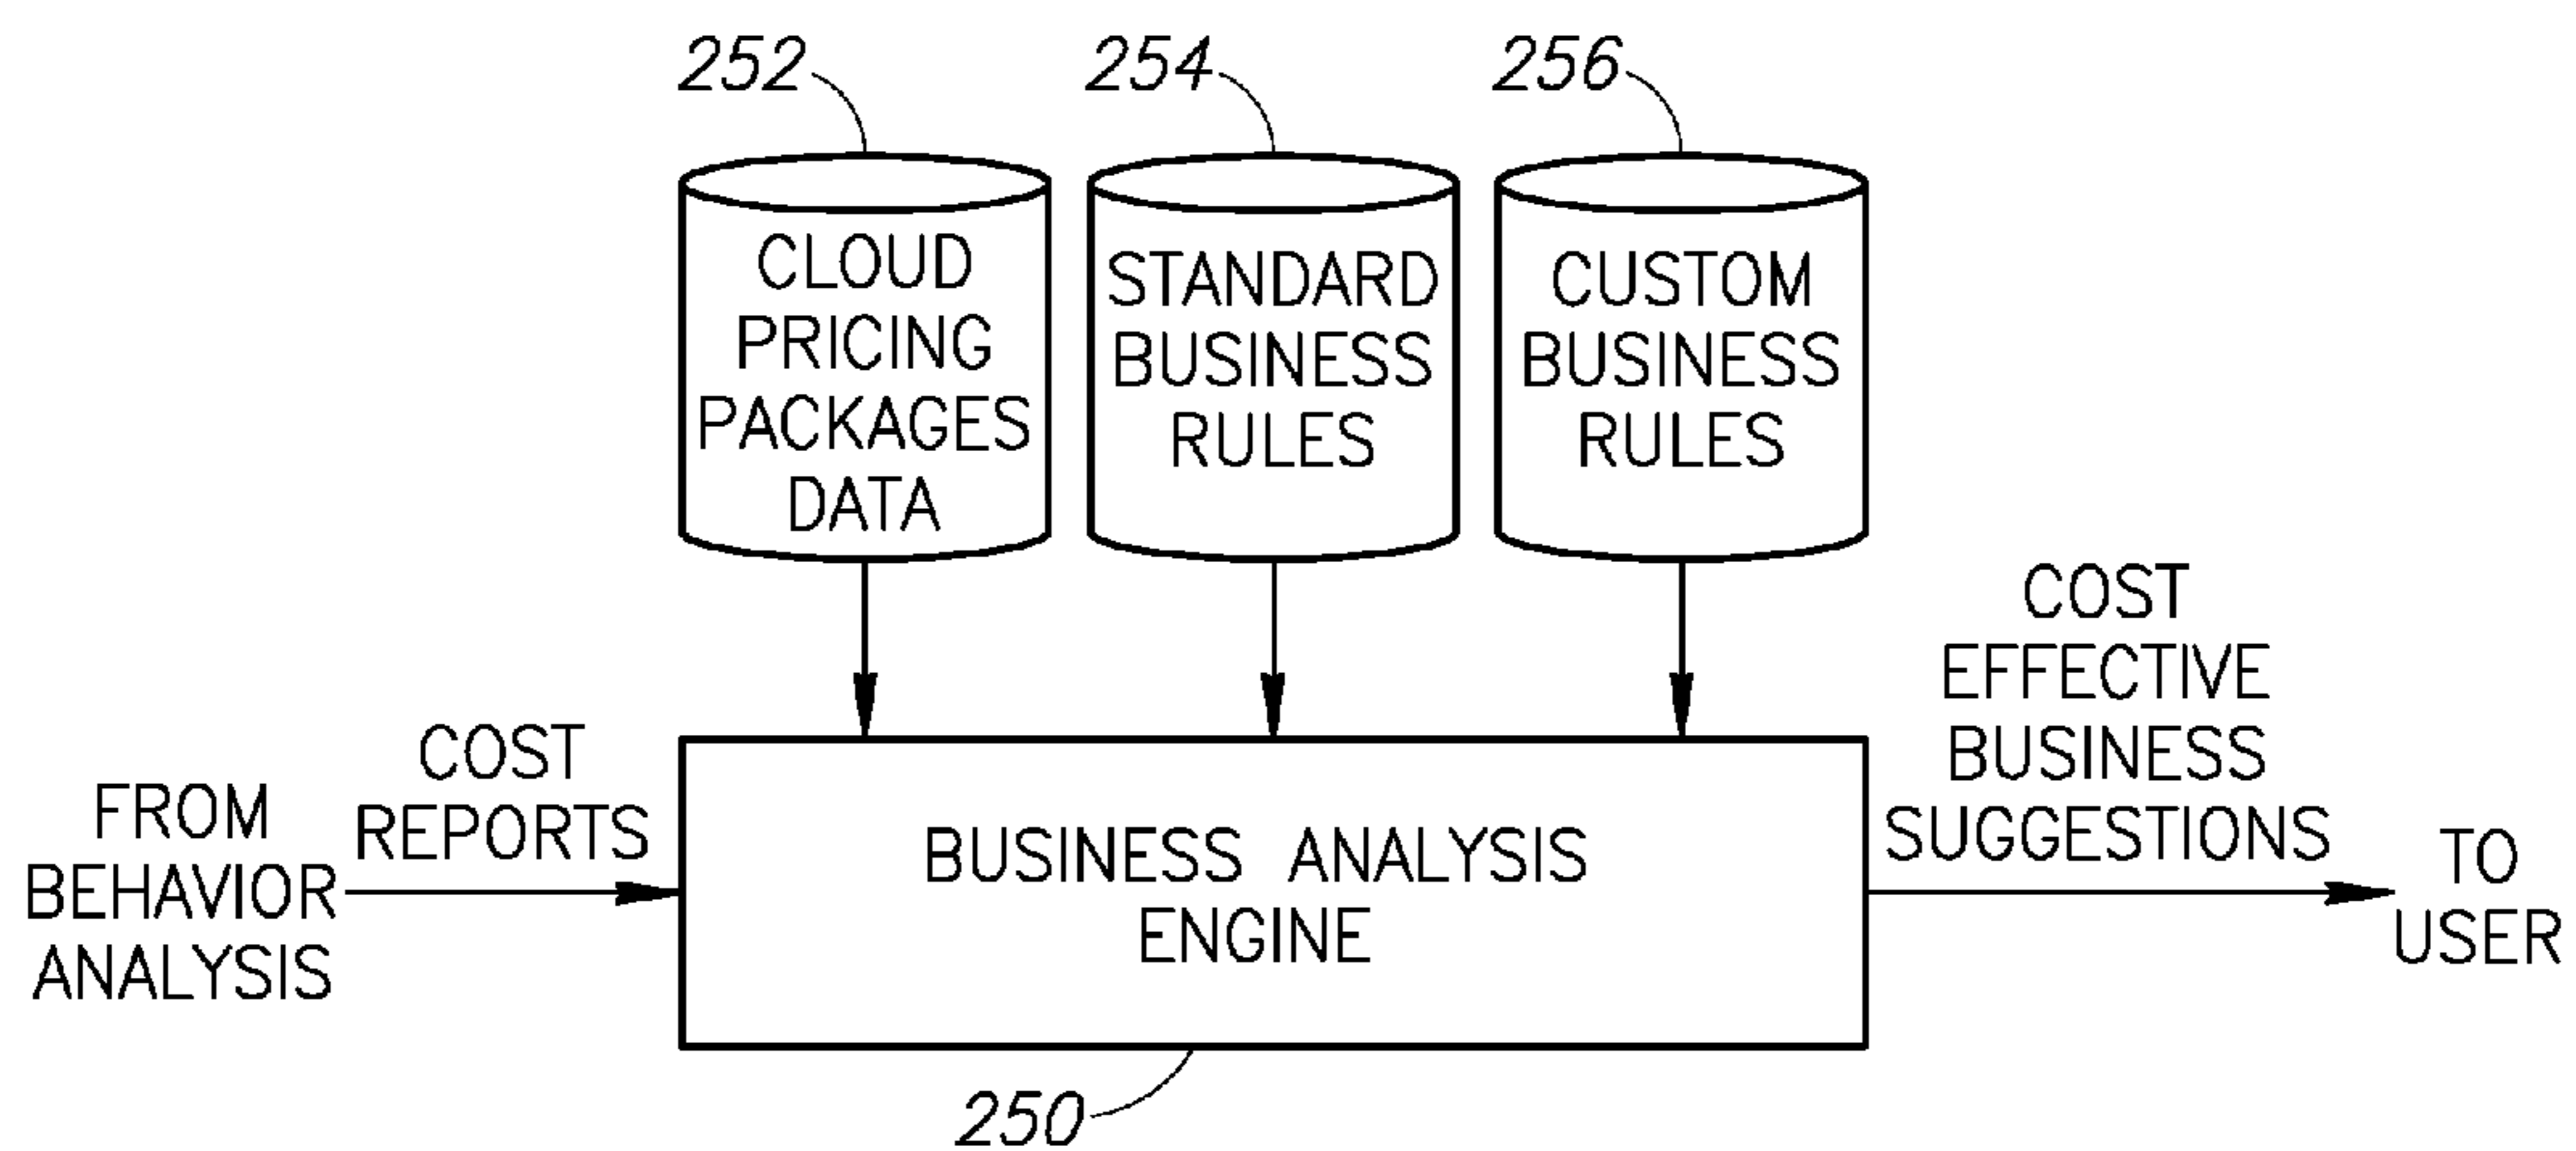 252
254
256
CLOUD
PRICING
PACKAGES
DATA
STANDARD
BUSINESS
RULES
CUSTOM
BUSINESS
RULES
FROM
BEHAVIOR
ANALYSIS
COST
REPORTS
BUSINESS ANALYSIS
ENGINE
COST
EFFECTIVE
BUSINESS
SUGGESTIONS
TO
USER
250